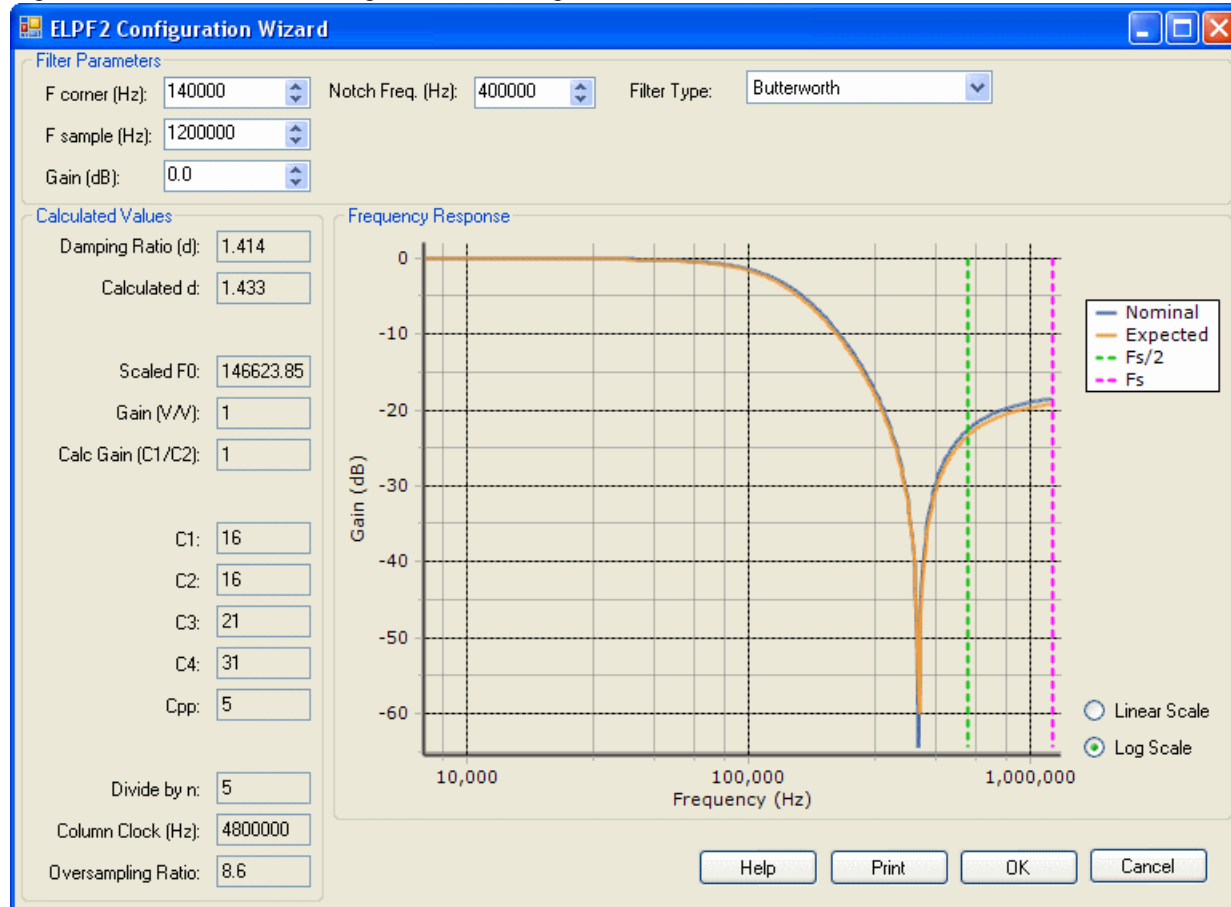 ELPF2 Configuration Wizard
Filter Parameters
F corner (Hz): 140000 Notch Freq. (Hz): 400000 Filter Type: Butterworth
F sample (Hz): 1200000
Gain (dB): 0.0
Calculated Values
Damping Ratio (d): 1.414
Calculated d: 1.433
Scaled F0: 146623.85
Gain (V/V): 1
Calc Gain (C1/C2): 1
C1: 16
C2: 16
C3: 21
C4: 31
Cpp: 5
Divide by n: 5
Column Clock (Hz): 4800000
Oversampling Ratio: 8.6
Frequency Response
0
-10
-20
-30
-40
-50
-60
Gain (dB)
10,000 100,000 1,000,000
Frequency (Hz)
Nominal
Expected
Fs/2
Fs
Linear Scale
Log Scale
Help Print OK Cancel